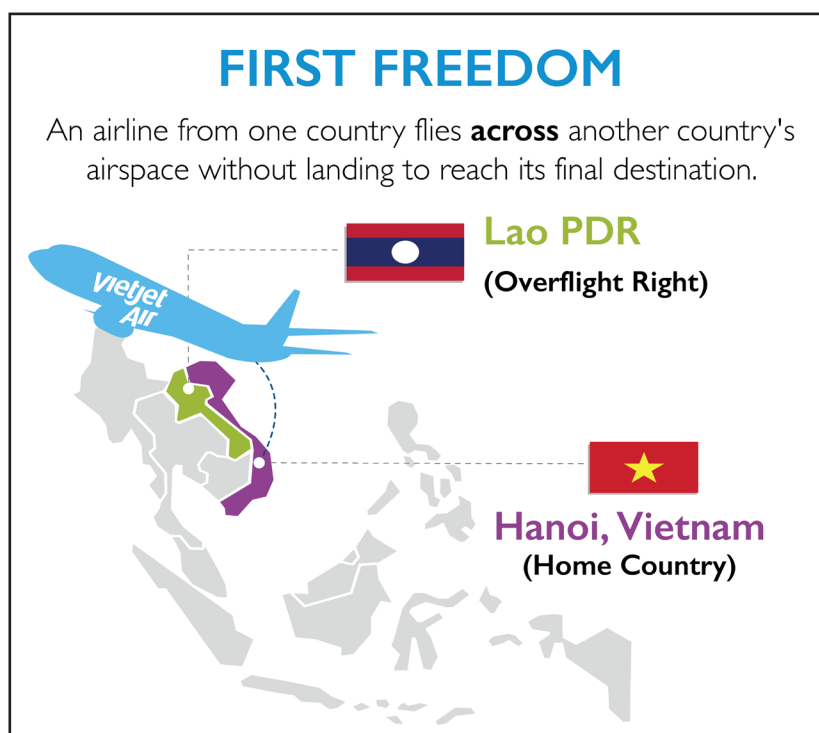 FIRST FREEDOM
An airline from one country flies across another country's
airspace without landing to reach its final destination.
Lao PDR
(Overflight Right)
vietjet
Air
Hanoi, Vietnam
(Home Country)